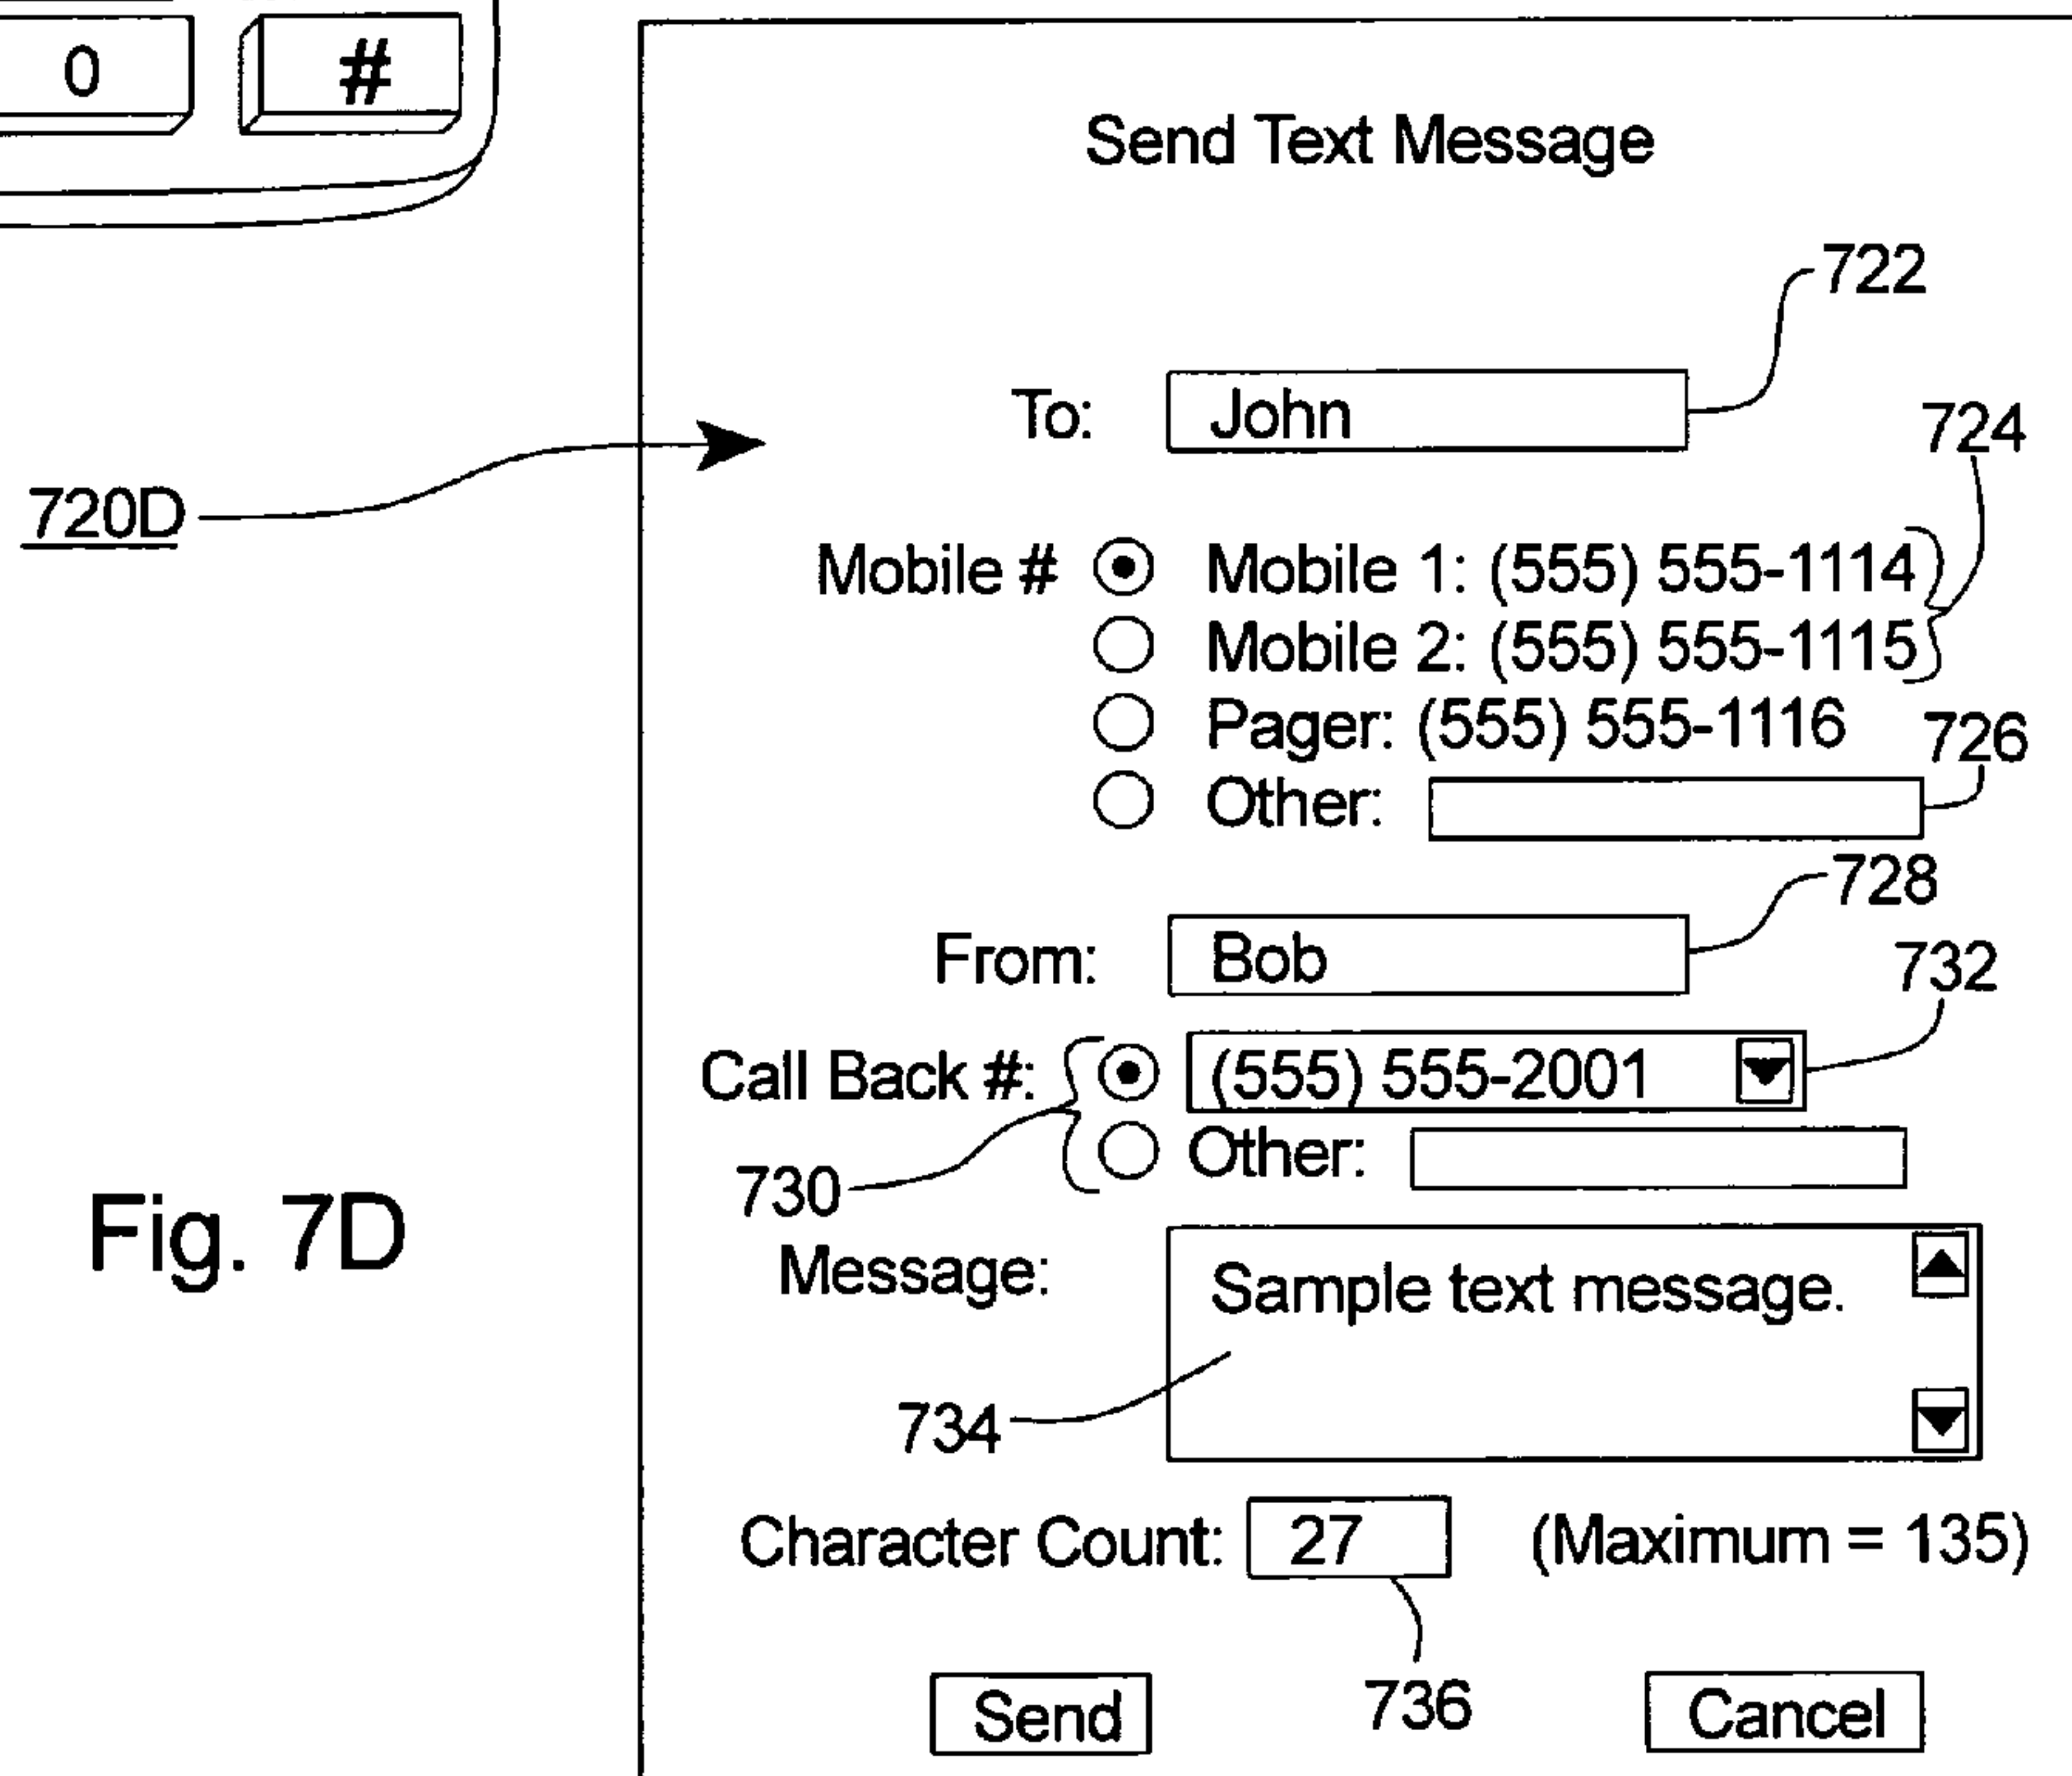 0 #
Send Text Message
722
To: John
724
720D
Mobile # Mobile 1: (555) 555-1114
Mobile 2: (555) 555-1115
Pager: (555) 555-1116
726
Other:
728
From: Bob
732
Call Back #: (555) 555-2001
Other:
730
Fig. 7D
Message: Sample text message.
734
Character Count: 27 (Maximum = 135)
736
Send Cancel